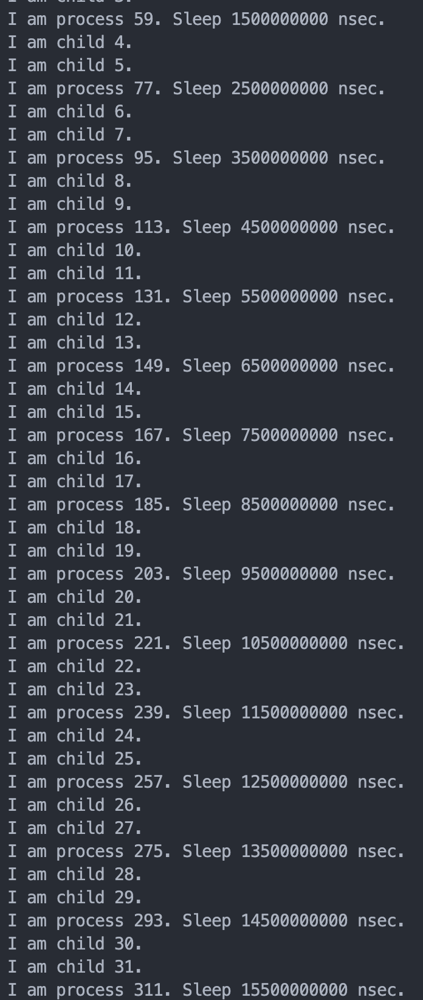 I am child 3.
I am process 59. Sleep 1500000000 nsec.
I am child 4.
I am child 5.
I am process 77. Sleep 2500000000 nsec.
I am child 6.
I am child 7.
I am process 95. Sleep 3500000000 nsec.
I am child 8.
I am child 9.
I am process 113. Sleep 4500000000 nsec.
I am child 10.
I am child 11.
I am process 131. Sleep 5500000000 nsec.
I am child 12.
I am child 13.
I am process 149. Sleep 6500000000 nsec.
I am child 14.
I am child 15.
I am process 167. Sleep 7500000000 nsec.
I am child 16.
I am child 17.
I am process 185. Sleep 8500000000 nsec.
I am child 18.
I am child 19.
I am process 203. Sleep 9500000000 nsec.
I am child 20.
I am child 21.
I am process 221. Sleep 10500000000 nsec.
I am child 22.
I am child 23.
I am process 239. Sleep 11500000000 nsec.
I am child 24.
I am child 25.
I am process 257. Sleep 12500000000 nsec.
I am child 26.
I am child 27.
I am process 275. Sleep 13500000000 nsec.
I am child 28.
I am child 29.
I am process 293. Sleep 14500000000 nsec.
I am child 30.
I am child 31.
I am process 311. Sleep 15500000000 nsec.